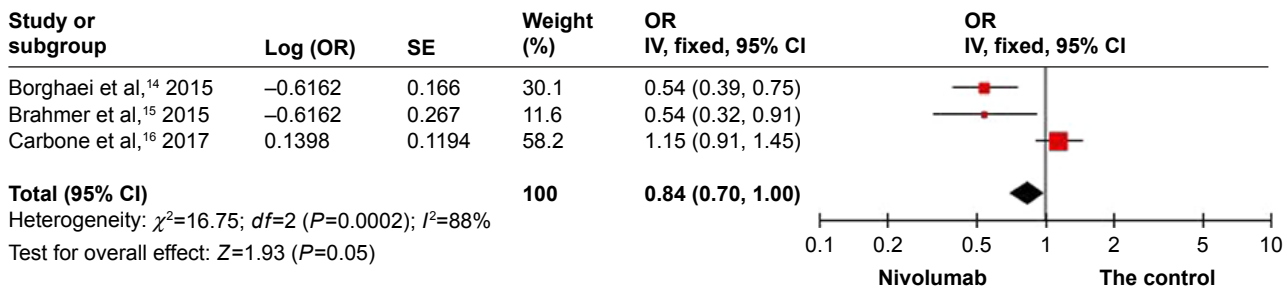 Study or subgroup Log (OR) SE Weight (%) OR IV, fixed, 95% CI OR IV, fixed, 95% CI
Borghaei et al,¹⁴ 2015 –0.6162 0.166 30.1 0.54 (0.39, 0.75)
Brahmer et al,¹⁵ 2015 –0.6162 0.267 11.6 0.54 (0.32, 0.91)
Carbone et al,¹⁶ 2017 0.1398 0.1194 58.2 1.15 (0.91, 1.45)
Total (95% CI) 100 0.84 (0.70, 1.00)
Heterogeneity: χ²=16.75; df=2 (P=0.0002); I²=88%
Test for overall effect: Z=1.93 (P=0.05)
0.1 0.2 0.5 1 2 5 10
Nivolumab The control